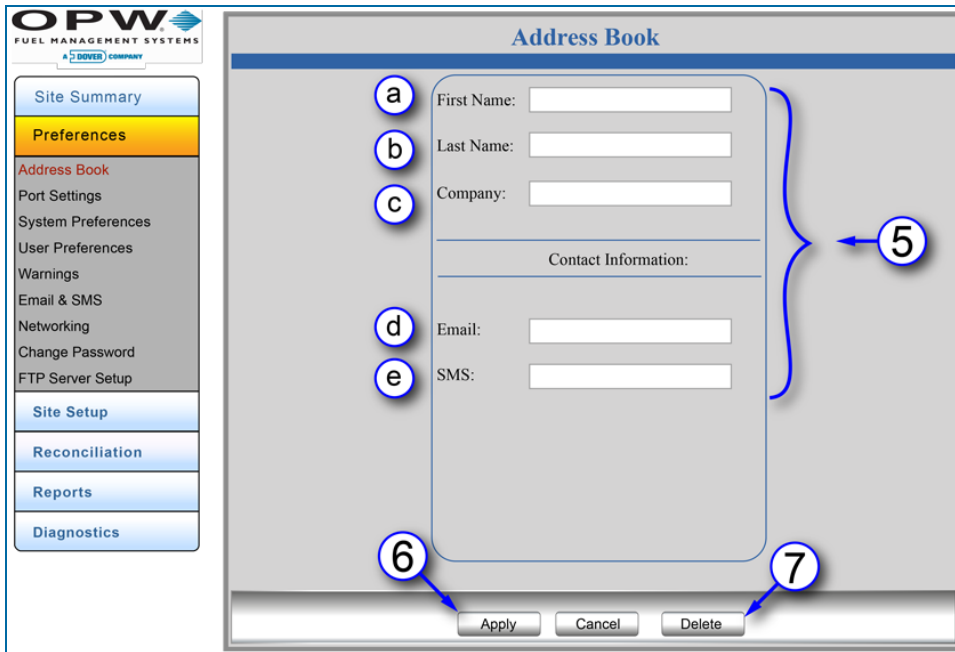 OPW
FUEL MANAGEMENT SYSTEMS
A DOVER COMPANY
Site Summary
Preferences
Address Book
Port Settings
System Preferences
User Preferences
Warnings
Email & SMS
Networking
Change Password
FTP Server Setup
Site Setup
Reconciliation
Reports
Diagnostics
Address Book
a First Name:
b Last Name:
c Company:
5
Contact Information:
d Email:
e SMS:
6
7
Apply Cancel Delete